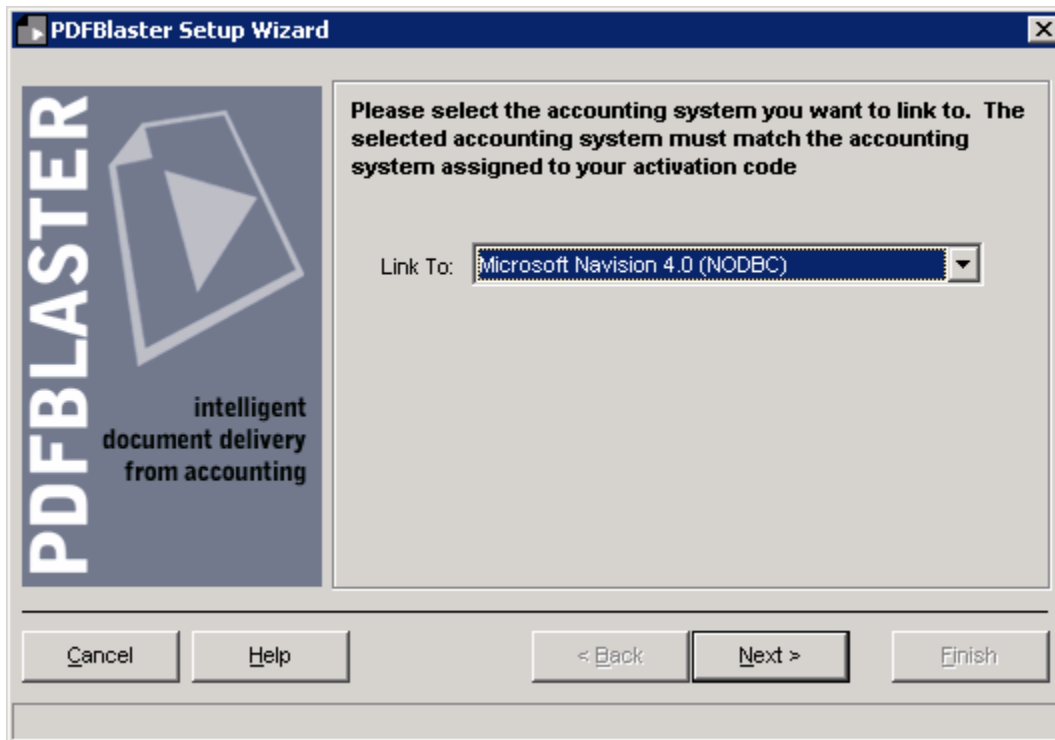 PDFBlaster Setup Wizard
PDFBLASTER
intelligent
document delivery
from accounting
Please select the accounting system you want to link to. The
selected accounting system must match the accounting
system assigned to your activation code
Link To: Microsoft Navision 4.0 (NODBC)
Cancel Help < Back Next > Finish